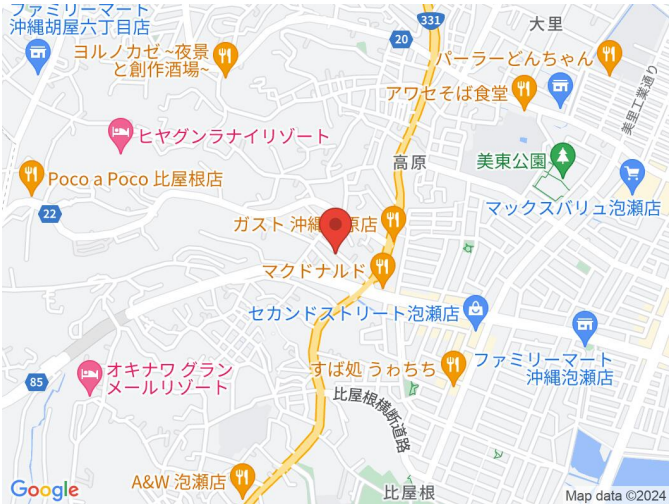 ファミリーマート
沖縄胡屋六丁目店
ヨルノカゼ ~夜景
と創作酒場~
331
20
大里
パーラーどんちゃん
アワセそば食堂
美里工業通り
ヒヤグンラナイリゾート
高原
美東公園
Poco a Poco 比屋根店
マックスバリュ泡瀬店
22
ガスト 沖縄
原店
マクドナルド
セカンドストリート泡瀬店
ファミリーマート
沖縄泡瀬店
すば処 うゎちち
オキナワ グラン
メールリゾート
85
比屋根横断道路
A&W 泡瀬店
比屋根
Google
Map data ©2024